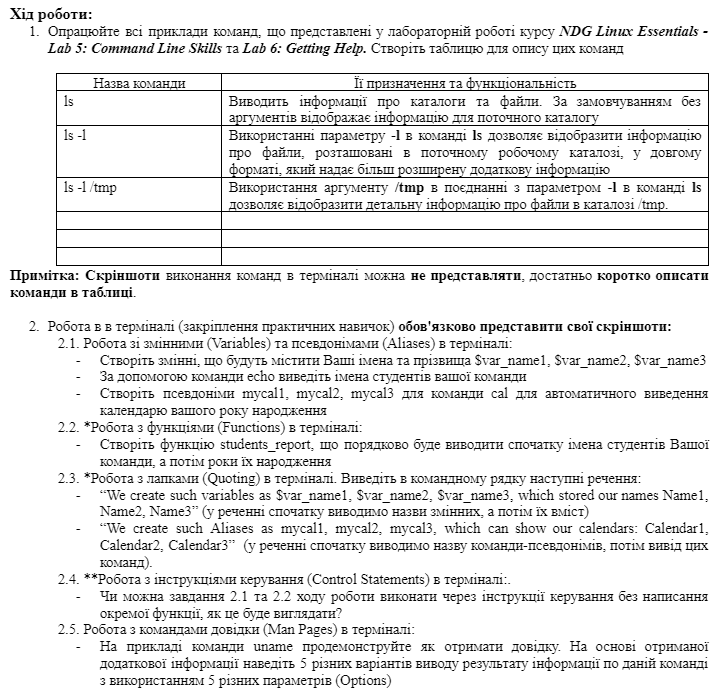 Хід роботи:
1. Опрацюйте всі приклади команд, що представлені у лабораторній роботі курсу NDG Linux Essentials -
Lab 5: Command Line Skills та Lab 6: Getting Help. Створіть таблицю для опису цих команд
Назва команди Її призначення та функціональність
ls Виводить інформації про каталоги та файли. За замовчуванням без
аргументів відображає інформацію для поточного каталогу
ls -l Використанні параметру -l в команді ls дозволяє відобразити інформацію
про файли, розташовані в поточному робочому каталозі, у довгому
форматі, який надає більш розширену додаткову інформацію
ls -l /tmp Використання аргументу /tmp в поєднанні з параметром -l в команді ls
дозволяє відобразити детальну інформацію про файли в каталозі /tmp.
Примітка: Скріншоти виконання команд в терміналі можна не представляти, достатньо коротко описати
команди в таблиці.
2. Робота в в терміналі (закріплення практичних навичок) обов'язково представити свої скріншоти:
2.1. Робота зі змінними (Variables) та псевдонімами (Aliases) в терміналі:
- Створіть змінні, що будуть містити Ваші імена та прізвища $var_name1, $var_name2, $var_name3
- За допомогою команди echo виведіть імена студентів вашої команди
- Створіть псевдоніми mycal1, mycal2, mycal3 для команди cal для автоматичного виведення
календарю вашого року народження
2.2. *Робота з функціями (Functions) в терміналі:
- Створіть функцію students_report, що порядково буде виводити спочатку імена студентів Вашої
команди, а потім роки їх народження
2.3. *Робота з лапками (Quoting) в терміналі. Виведіть в командному рядку наступні речення:
- “We create such variables as $var_name1, $var_name2, $var_name3, which stored our names Name1,
Name2, Name3” (у реченні спочатку виводимо назви змінних, а потім їх вміст)
- “We create such Aliases as mycal1, mycal2, mycal3, which can show our calendars: Calendar1,
Calendar2, Calendar3” (у реченні спочатку виводимо назву команди-псевдонімів, потім вивід цих
команд).
2.4. **Робота з інструкціями керування (Control Statements) в терміналі:.
- Чи можна завдання 2.1 та 2.2 ходу роботи виконати через інструкції керування без написання
окремої функції, як це буде виглядати?
2.5. Робота з командами довідки (Man Pages) в терміналі:
- На прикладі команди uname продемонструйте як отримати довідку. На основі отриманої
додаткової інформації наведіть 5 різних варіантів виводу результату інформації по даній команді
з використанням 5 різних параметрів (Options)